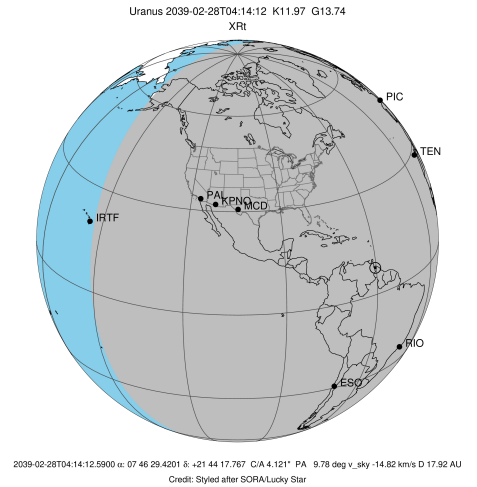 Uranus 2039-02-28T04:14:12 K11.97 G13.74
XRt
PIC
TEN
PAL
KPNO
MCD
IRTF
RIO
ESO
2039-02-28T04:14:12.5900 α: 07 46 29.4201 δ: +21 44 17.767 C/A 4.121" PA 9.78 deg v_sky -14.82 km/s D 17.92 AU
Credit: Styled after SORA/Lucky Star